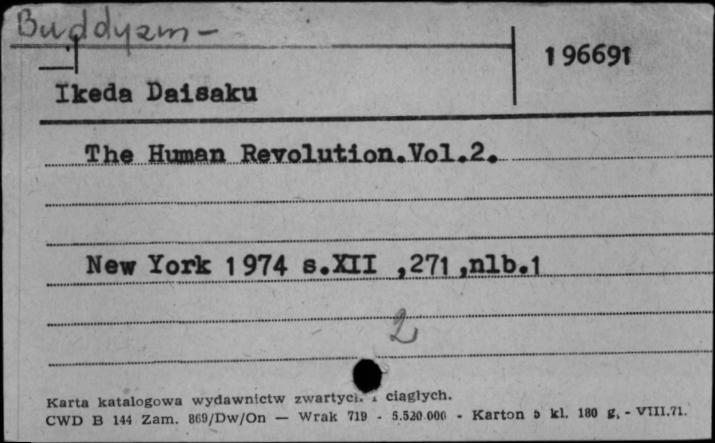 Buddyzm -
196691
Ikeda Daisaku
The Human Revolution.Vol.2.
New York 1974 s.XII ,271 ,nlb.1
2
Karta katalogowa wydawnictw zwartych i ciągłych.
CWD B 144 Zam. 869/Dw/On — Wrak 719 - 5.520.000 - Karton b kl. 180 g. - VIII.71.